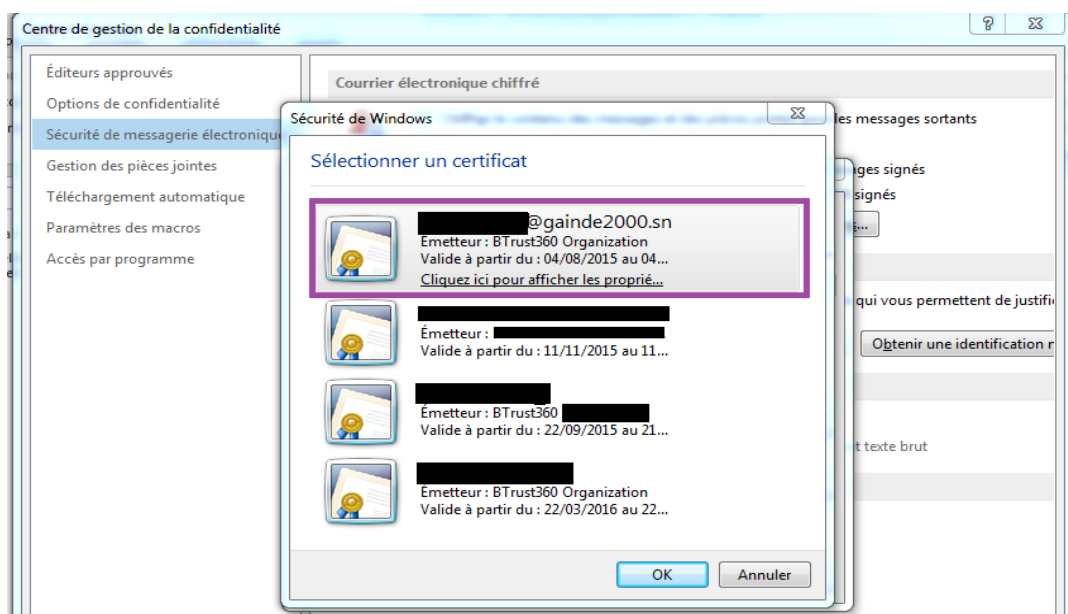 Centre de gestion de la confidentialité
Éditeurs approuvés
Options de confidentialité
Sécurité de messagerie électronique
Gestion des pièces jointes
Téléchargement automatique
Paramètres des macros
Accès par programme
Courrier électronique chiffré
les messages sortants
ages signés
signés
qui vous permettent de justifi
Obtenir une identification n
t texte brut
Sécurité de Windows
Sélectionner un certificat
@gainde2000.sn
Emetteur : BTrust360 Organization
Valide à partir du : 04/08/2015 au 04...
Cliquez ici pour afficher les proprié...
Émetteur :
Valide à partir du : 11/11/2015 au 11...
Émetteur : BTrust360
Valide à partir du : 22/09/2015 au 21...
Émetteur : BTrust360 Organization
Valide à partir du : 22/03/2016 au 22...
OK
Annuler